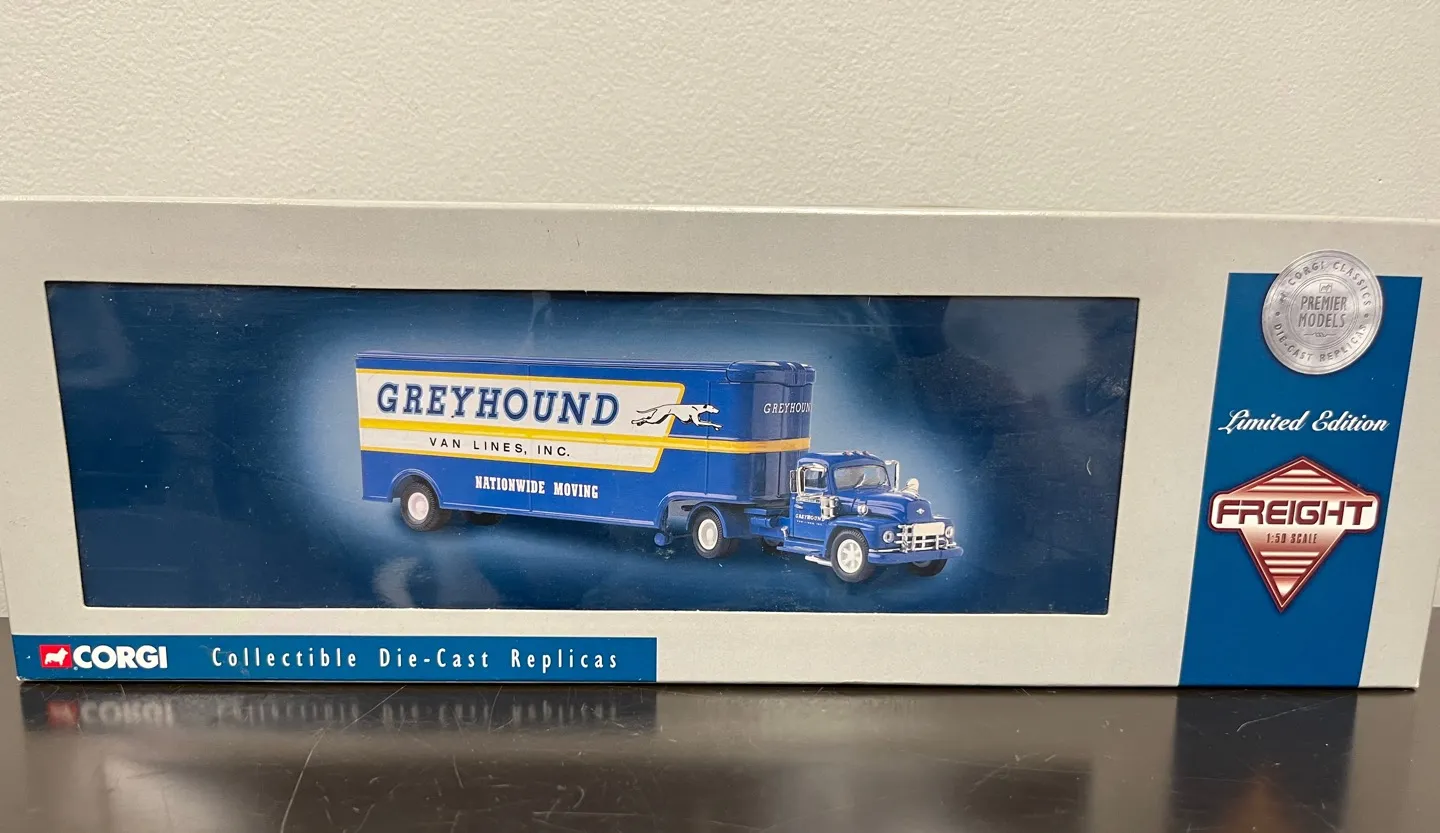 CORGI CLASSICS
PREMIER
MODELS
DIE-CAST REPLICAS
Limited Edition
FREIGHT
1:50 SCALE
GREYHOUND
VAN LINES, INC.
NATIONWIDE MOVING
GREYHOUN
GREYHOUND
CORGI
Collectible Die-Cast Replicas